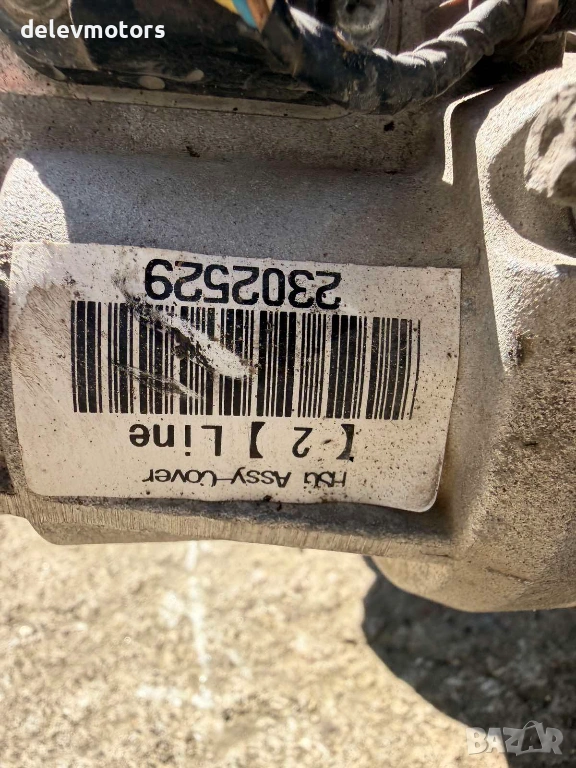 delevmotors
HSG Assy-Cover
【2】Line
2302529
BAZAR